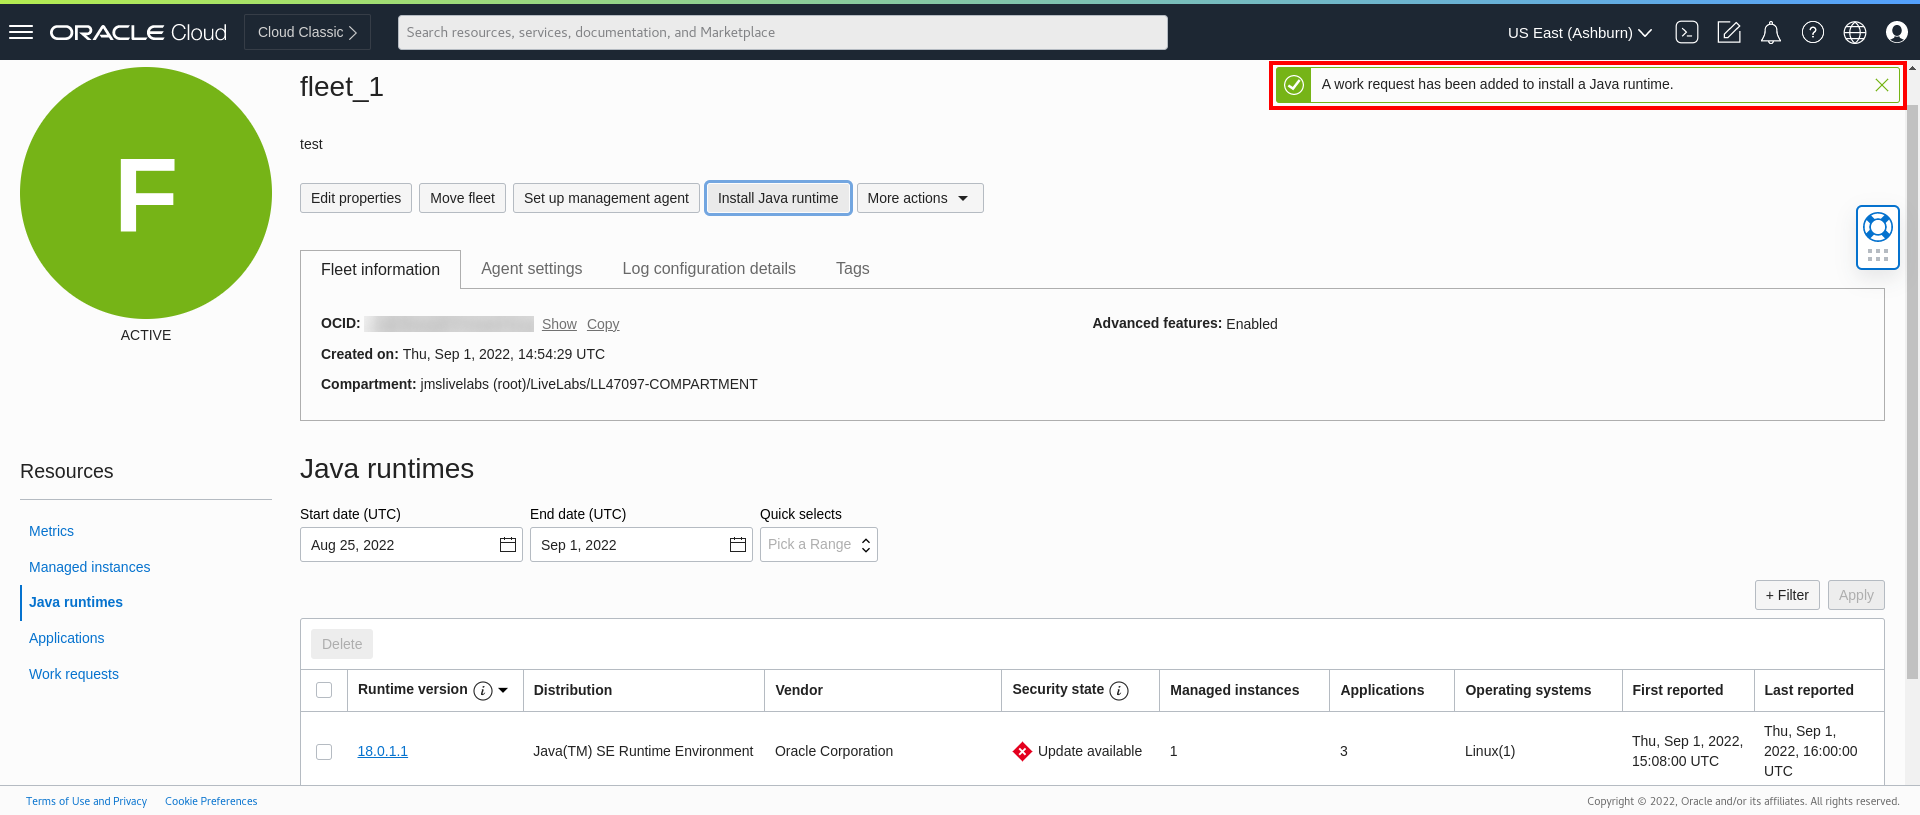 ORACLE Cloud
Cloud Classic
Search resources, services, documentation, and Marketplace
US East (Ashburn)
A work request has been added to install a Java runtime.
F
ACTIVE
fleet_1
test
Edit properties
Move fleet
Set up management agent
Install Java runtime
More actions
Fleet information
Agent settings
Log configuration details
Tags
OCID: Show Copy
Advanced features: Enabled
Created on: Thu, Sep 1, 2022, 14:54:29 UTC
Compartment: jmslivelabs (root)/LiveLabs/LL47097-COMPARTMENT
Resources
Metrics
Managed instances
Java runtimes
Applications
Work requests
Java runtimes
Start date (UTC)
End date (UTC)
Quick selects
Aug 25, 2022
Sep 1, 2022
Pick a Range
+ Filter
Apply
Delete
Runtime version
Distribution
Vendor
Security state
Managed instances
Applications
Operating systems
First reported
Last reported
18.0.1.1
Java(TM) SE Runtime Environment
Oracle Corporation
Update available
1
3
Linux(1)
Thu, Sep 1, 2022,
15:08:00 UTC
Thu, Sep 1,
2022, 16:00:00
UTC
Terms of Use and Privacy
Cookie Preferences
Copyright © 2022, Oracle and/or its affiliates. All rights reserved.